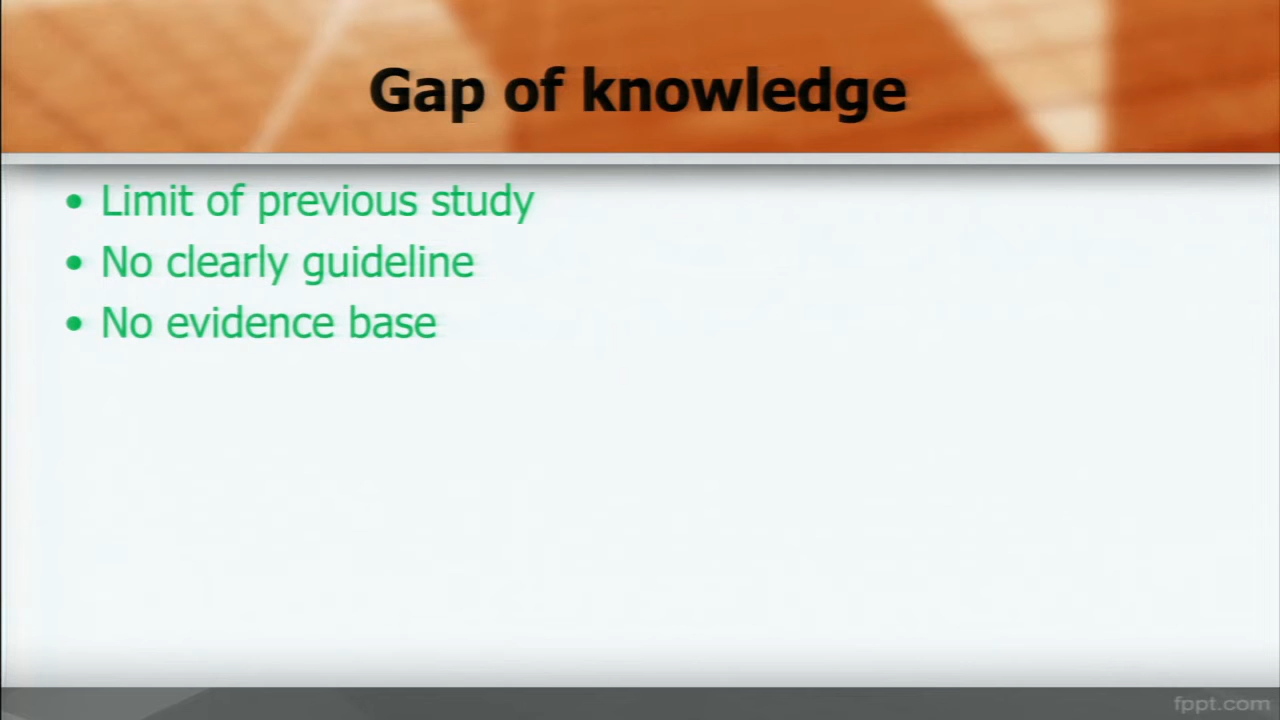 Gap of knowledge
• Limit of previous study
• No clearly guideline
• No evidence base
fppt.com